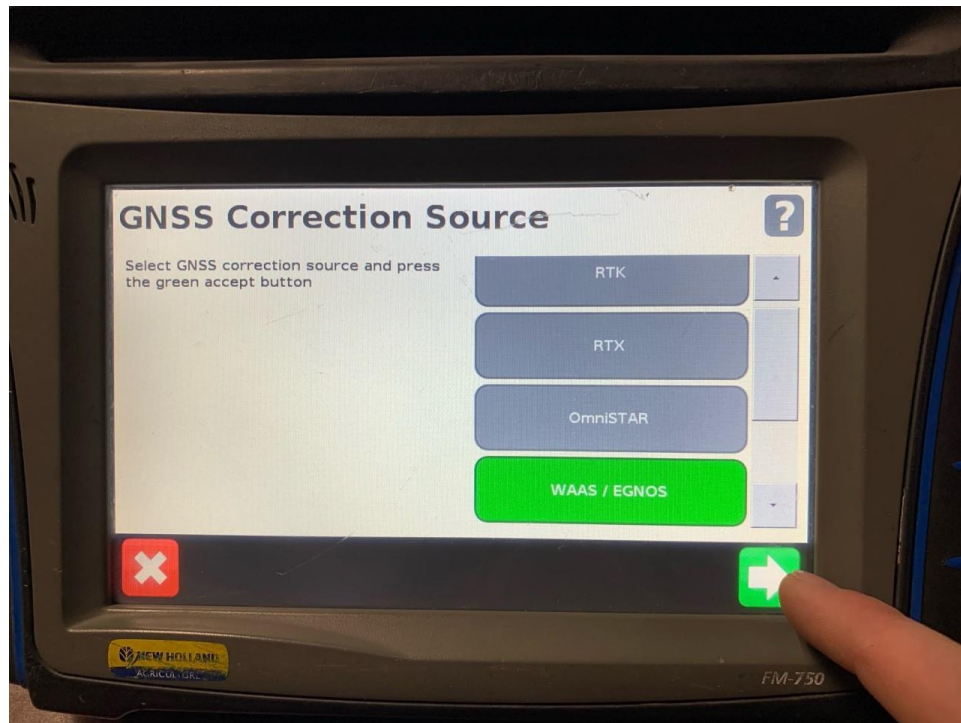 GNSS Correction Source
?
Select GNSS correction source and press
the green accept button
RTK
RTX
OmniSTAR
WAAS / EGNOS
NEW HOLLAND
FM-750